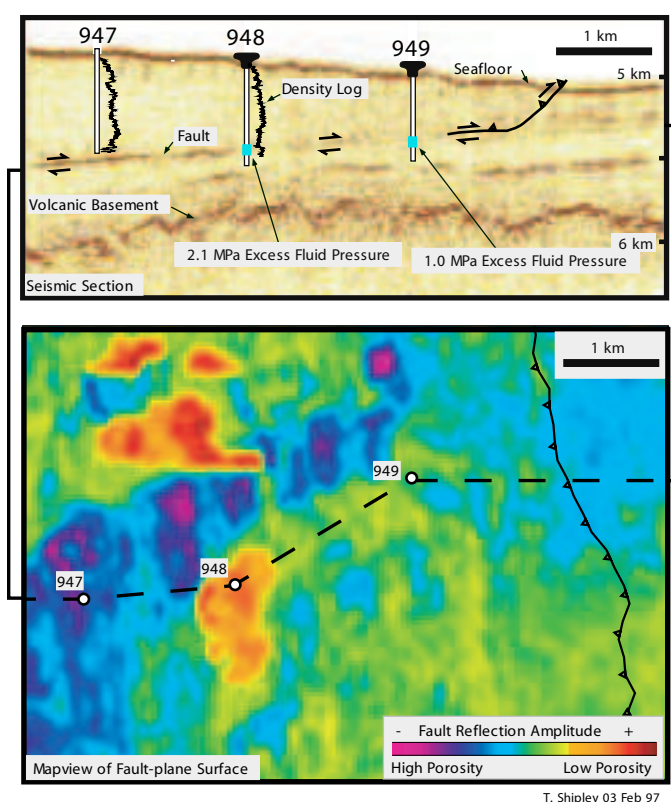 947
948
949
1 km
Seafloor
5 km
Density Log
Fault
Volcanic Basement
2.1 MPa Excess Fluid Pressure
1.0 MPa Excess Fluid Pressure
6 km
Seismic Section
1 km
949
948
947
- Fault Reflection Amplitude +
High Porosity Low Porosity
Mapview of Fault-plane Surface
T. Shipley 03 Feb 97